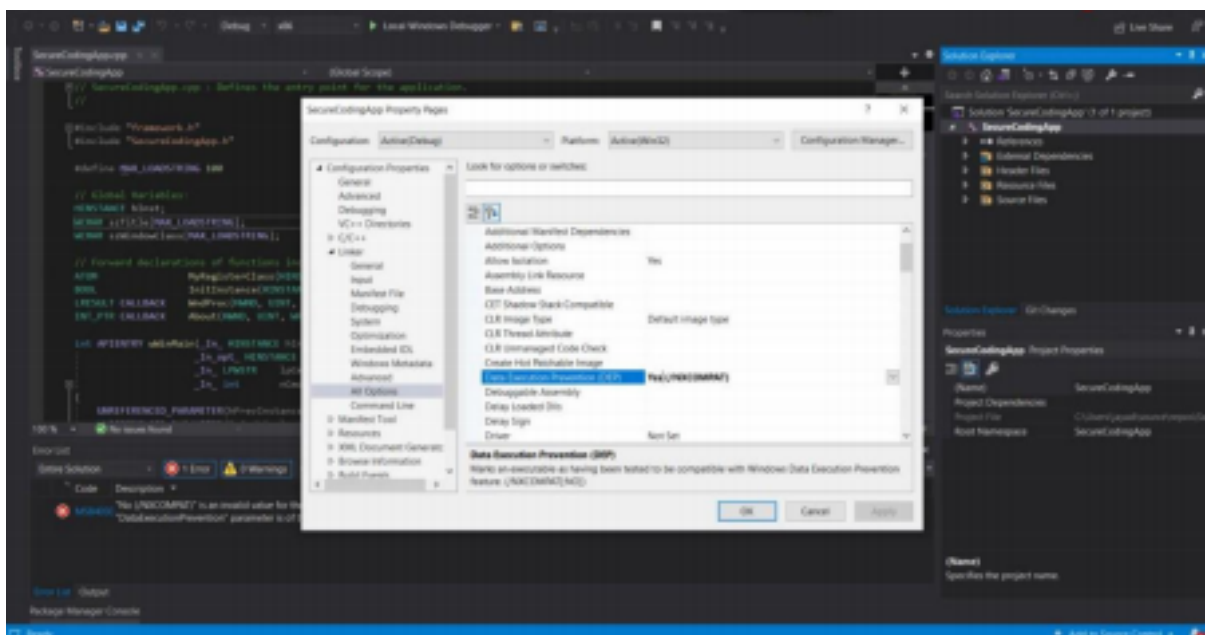 Debug
x86
Local Windows Debugger
Live Share
Toolbox
SecureCodingApp.cpp
SecureCodingApp
(Global Scope)
// SecureCodingApp.cpp : Defines the entry point for the application.
//
#include "framework.h"
#include "SecureCodingApp.h"
#define MAX_LOADSTRING 100
// Global Variables:
HINSTANCE hInst;
WCHAR szTitle[MAX_LOADSTRING];
WCHAR szWindowClass[MAX_LOADSTRING];
// Forward declarations of functions in
ATOM MyRegisterClass(HINS
BOOL InitInstance(HINSTAN
LRESULT CALLBACK WndProc(HWND, UINT,
INT_PTR CALLBACK About(HWND, UINT,
int APIENTRY wWinMain(_In_ HINSTANCE
_In_opt_ HINSTANCE
_In_ LPWSTR
_In_ int
{
UNREFERENCED_PARAMETER(hPrevInstance
100 %
No issues found
Error List
Entire Solution
1 Error
0 Warnings
Code
Description
"No (/NXCOMPAT)" is an invalid value for the
"DataExecutionPrevention" parameter is of
Error List
Output
Package Manager Console
Ready
SecureCodingApp Property Pages
?
Configuration:
Active(Debug)
Platform:
Active(Win32)
Configuration Manager...
Configuration Properties
General
Advanced
Debugging
VC++ Directories
C/C++
Linker
General
Input
Manifest File
Debugging
System
Optimization
Embedded IDL
Windows Metadata
Advanced
All Options
Command Line
Manifest Tool
Resources
XML Document Generato
Browse Information
Build Events
Look for options or switches:
Additional Manifest Dependencies
Additional Options
Allow Isolation Yes
Assembly Link Resource
Base Address
CET Shadow Stack Compatible
CLR Image Type Default image type
CLR Thread Attribute
CLR Unmanaged Code Check
Create Hot Patchable Image
Data Execution Prevention (DEP) Yes (/NXCOMPAT)
Debuggable Assembly
Delay Loaded Dlls
Delay Sign
Driver Not Set
Data Execution Prevention (DEP)
Marks an executable as having been tested to be compatible with Windows Data Execution Prevention
feature. (/NXCOMPAT[:NO])
OK
Cancel
Apply
Solution Explorer
Search Solution Explorer (Ctrl+;)
Solution 'SecureCodingApp' (1 of 1 project)
SecureCodingApp
References
External Dependencies
Header Files
Resource Files
Source Files
Solution Explorer
Git Changes
Properties
SecureCodingApp Project Properties
(Name) SecureCodingApp
Project Dependencies
Project File
Root Namespace SecureCodingApp
(Name)
Specifies the project name.
Add to Source Control